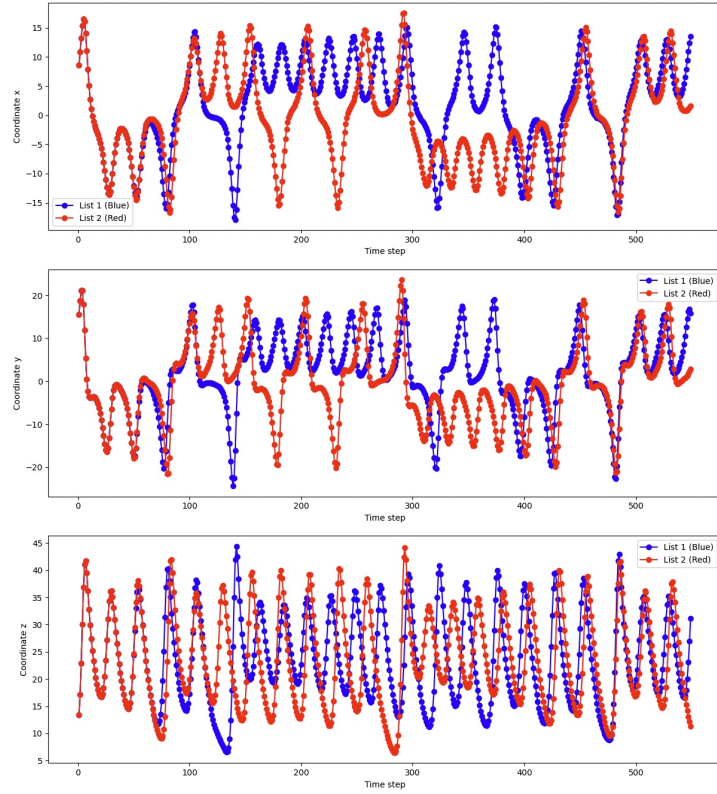 15
10
5
0
-5
-10
-15
Coordinate x
List 1 (Blue)
List 2 (Red)
0 100 200 300 400 500
Time step
20
10
0
-10
-20
Coordinate y
List 1 (Blue)
List 2 (Red)
0 100 200 300 400 500
Time step
45
40
35
30
25
20
15
10
5
Coordinate z
List 1 (Blue)
List 2 (Red)
0 100 200 300 400 500
Time step